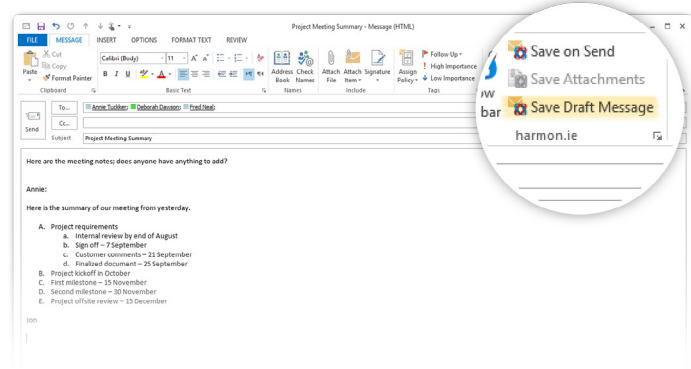 Project Meeting Summary - Message (HTML)
FILE MESSAGE INSERT OPTIONS FORMAT TEXT REVIEW
Paste
Cut
Copy
Format Painter
Clipboard
Calibri (Body) 11
B I U
Basic Text
Address Book
Check Names
Names
Attach File
Attach Item
Signature
Include
Assign Policy
Follow Up
High Importance
Low Importance
Tags
Save on Send
Save Attachments
Save Draft Message
harmon.ie
bar
Send
To... Annie Tuckker; Deborah Dawson; Fred Neal;
Cc...
Subject Project Meeting Summary
Here are the meeting notes; does anyone have anything to add?
Annie:
Here is the summary of our meeting from yesterday.
A. Project requirements
a. Internal review by end of August
b. Sign off – 7 September
c. Customer comments – 21 September
d. Finalized document – 25 September
B. Project kickoff in October
C. First milestone – 15 November
D. Second milestone – 30 November
E. Project offsite review – 15 December
Jon